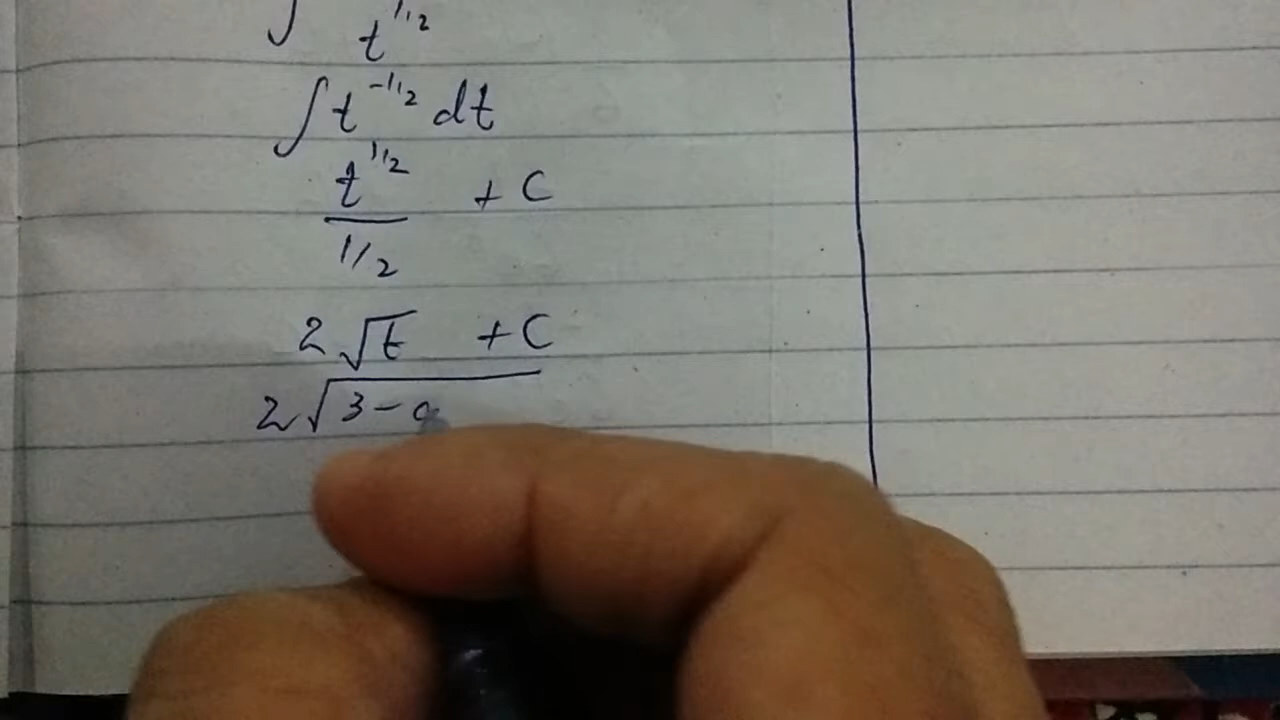 ∫ t^1/2
∫ t^-1/2 dt
t^1/2 + C
1/2
2 √t + C
2√3 -